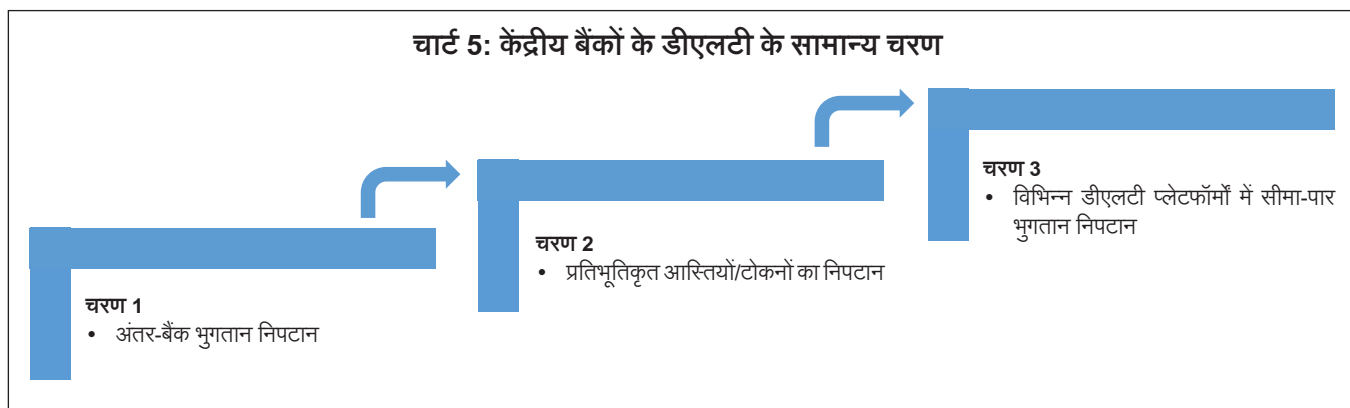 चार्ट 5: केंद्रीय बैंकों के डीएलटी के सामान्य चरण
चरण 1
• अंतर-बैंक भुगतान निपटान
चरण 2
• प्रतिभूतिकृत आस्तियों/टोकनों का निपटान
चरण 3
• विभिन्न डीएलटी प्लेटफॉर्मों में सीमा-पार
भुगतान निपटान